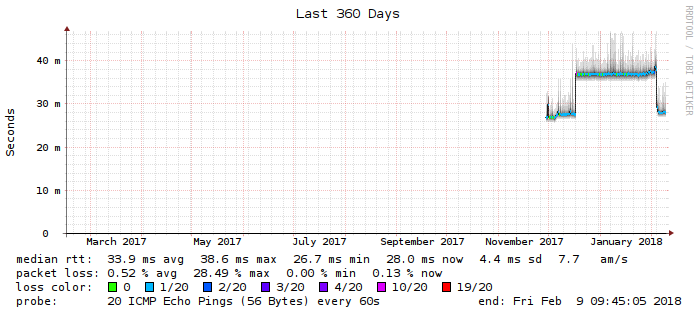 Last 360 Days
RRDTOOL / TOBI OETIKER
Seconds
40 m
30 m
20 m
10 m
0
March 2017 May 2017 July 2017 September 2017 November 2017 January 2018
median rtt: 33.9 ms avg 38.6 ms max 26.7 ms min 28.0 ms now 4.4 ms sd 7.7 am/s
packet loss: 0.52 % avg 28.49 % max 0.00 % min 0.13 % now
loss color: 0 1/20 2/20 3/20 4/20 10/20 19/20
probe: 20 ICMP Echo Pings (56 Bytes) every 60s end: Fri Feb 9 09:45:05 2018